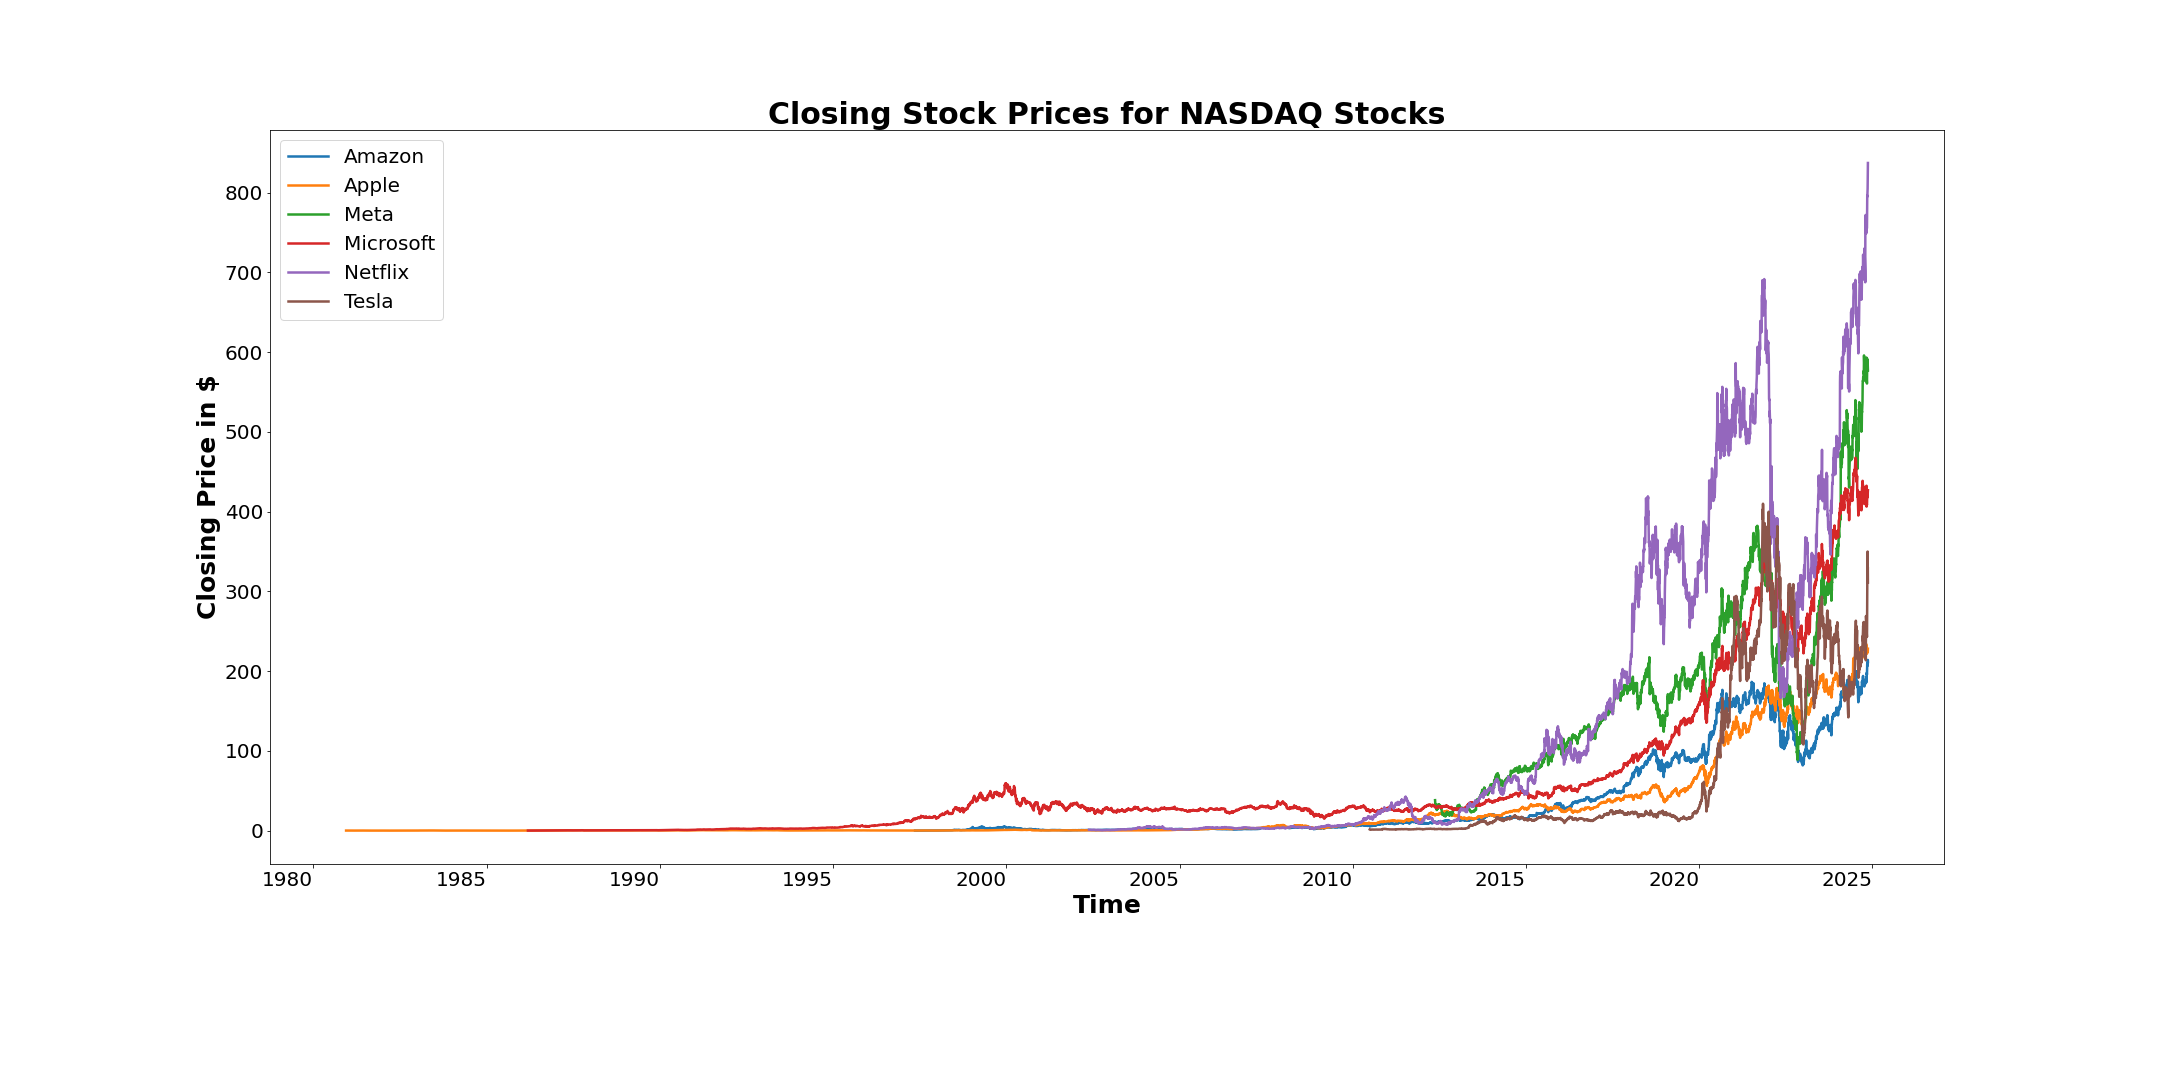 Closing Stock Prices for NASDAQ Stocks
Amazon
Apple
Meta
Microsoft
Netflix
Tesla
800
700
600
500
400
300
200
100
0
Closing Price in $
1980 1985 1990 1995 2000 2005 2010 2015 2020 2025
Time